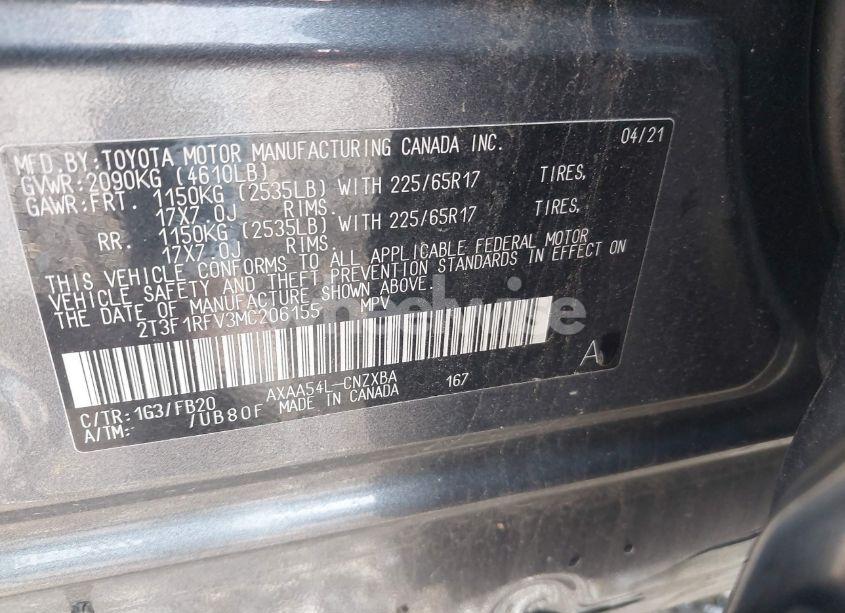 MFD.BY:TOYOTA MOTOR MANUFACTURING CANADA INC. 04/21
GVWR:2090KG (4610LB)
GAWR:FRT. 1150KG (2535LB) WITH 225/65R17 TIRES,
17X7.0J RIMS.
RR. 1150KG (2535LB) WITH 225/65R17 TIRES,
17X7.0J RIMS.
THIS VEHICLE CONFORMS TO ALL APPLICABLE FEDERAL MOTOR
VEHICLE SAFETY AND THEFT PREVENTION STANDARDS IN EFFECT ON
THE DATE OF MANUFACTURE SHOWN ABOVE.
2T3F1RFV3MC206155 MPV
A
C/TR:1G3/FB20 AXAA54L-CNZXBA 167
A/TM: /UB80F MADE IN CANADA